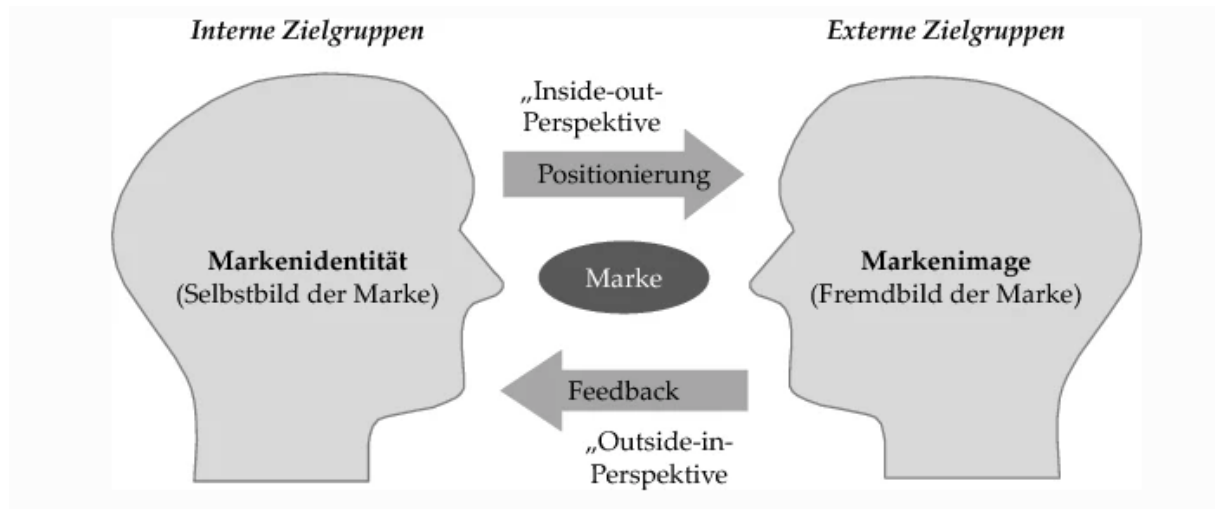 Interne Zielgruppen
Externe Zielgruppen
„Inside-out-
Perspektive
Positionierung
Markenidentität
(Selbstbild der Marke)
Marke
Markenimage
(Fremdbild der Marke)
Feedback
„Outside-in-
Perspektive